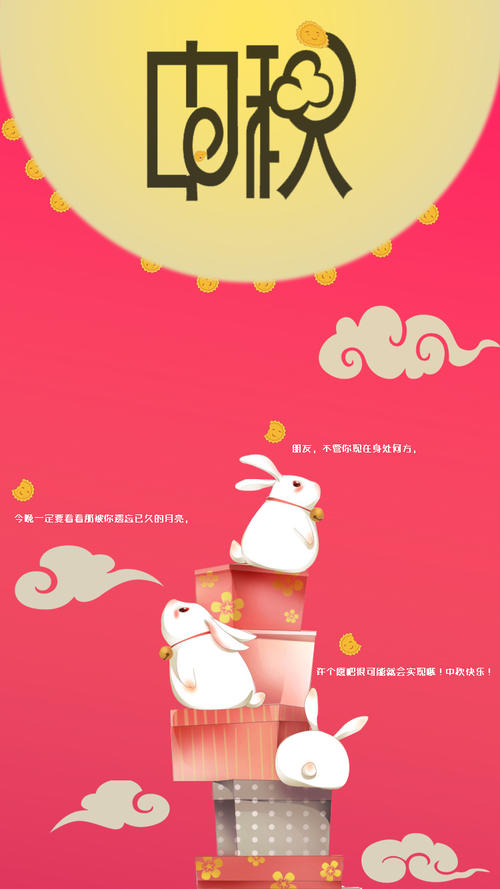 中秋
朋友，不管你现在身处何方，
今晚一定要看看那被你遗忘已久的月亮，
许个愿吧很可能就会实现哦！中秋快乐！